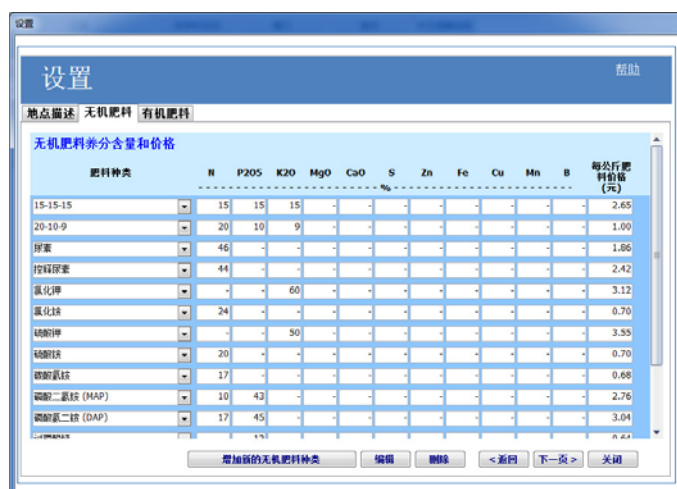 设置
设置
帮助
地点描述 无机肥料 有机肥料
无机肥料养分含量和价格
肥料种类 N P2O5 K2O MgO CaO S Zn Fe Cu Mn B 每公斤肥料价格(元)
- - - - - - - - - - - - - - - - - - - % - - - - - - - - - - - - - - - - - - -
15-15-15 15 15 15 - - - - - - - - 2.65
20-10-9 20 10 9 - - - - - - - - 1.00
尿素 46 - - - - - - - - - - 1.86
控释尿素 44 - - - - - - - - - - 2.42
氯化钾 - - 60 - - - - - - - - 3.12
氯化铵 24 - - - - - - - - - - 0.70
硫酸钾 - - 50 - - - - - - - - 3.55
硫酸铵 20 - - - - - - - - - - 0.70
碳酸氢铵 17 - - - - - - - - - - 0.68
磷酸二氢铵 (MAP) 10 43 - - - - - - - - - 2.76
磷酸氢二铵 (DAP) 17 45 - - - - - - - - - 3.04
增加新的无机肥料种类 编辑 删除 <返回 下一页> 关闭